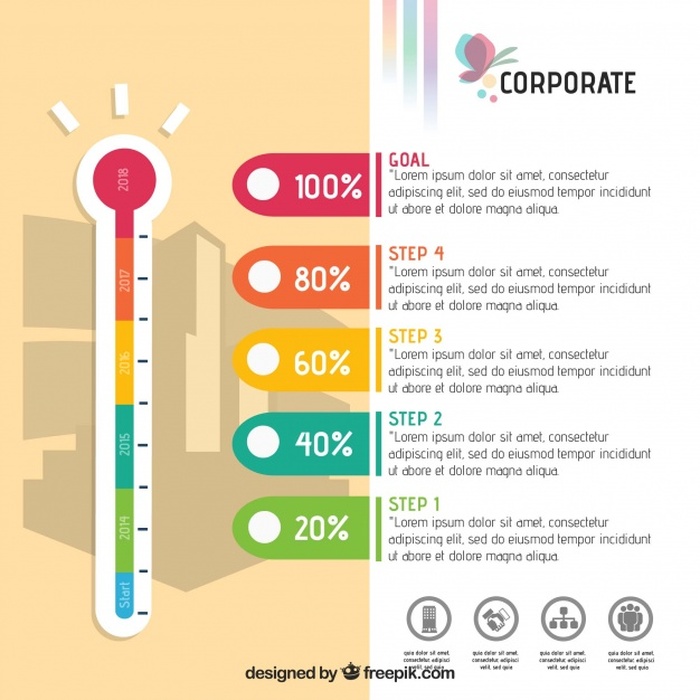 CORPORATE
2018
2017
2016
2015
2014
Start
100%
GOAL
"Lorem ipsum dolor sit amet, consectetur
adipiscing elit, sed do eiusmod tempor incididunt
ut abore et dolore magna aliqua.
80%
STEP 4
"Lorem ipsum dolor sit amet, consectetur
adipiscing elit, sed do eiusmod tempor incididunt
ut abore et dolore magna aliqua.
60%
STEP 3
"Lorem ipsum dolor sit amet, consectetur
adipiscing elit, sed do eiusmod tempor incididunt
ut abore et dolore magna aliqua.
40%
STEP 2
"Lorem ipsum dolor sit amet, consectetur
adipiscing elit, sed do eiusmod tempor incididunt
ut abore et dolore magna aliqua.
20%
STEP 1
"Lorem ipsum dolor sit amet, consectetur
adipiscing elit, sed do eiusmod tempor incididunt
ut abore et dolore magna aliqua.
quia dolor sit amet,
consectetur, adipisci
velit, sed quia
quia dolor sit amet,
consectetur, adipisci
velit, sed quia
quia dolor sit amet,
consectetur, adipisci
velit, sed quia
quia dolor sit amet,
consectetur, adipisci
velit, sed quia
designed by freepik.com